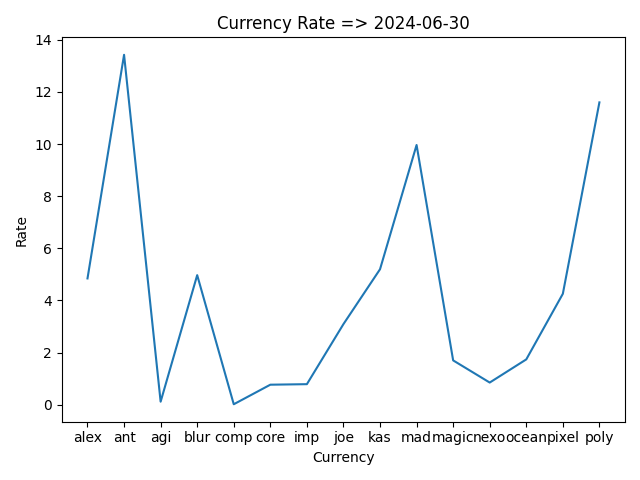 Currency Rate => 2024-06-30
14
12
10
8
6
4
2
0
Rate
alex ant agi blur comp core imp joe kas mad magic nexo ocean pixel poly
Currency